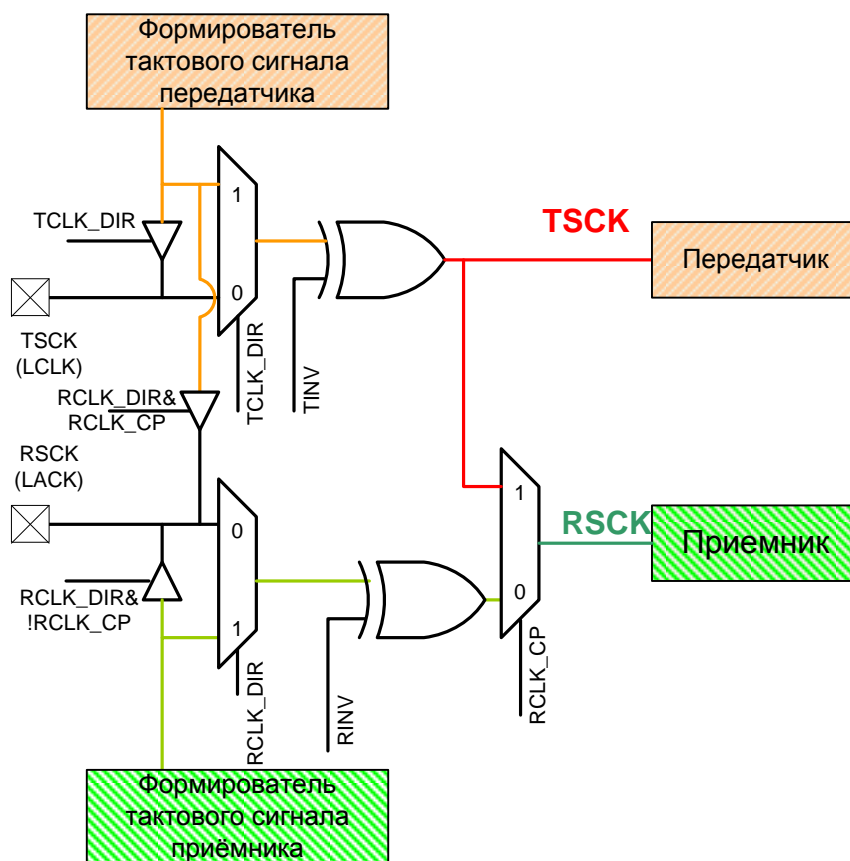 Формирователь
тактового сигнала
передатчика
TCLK_DIR
1
0
TSCK
(LCLK)
TCLK_DIR
TINV
TSCK
Передатчик
RCLK_DIR&
RCLK_CP
RSCK
(LACK)
0
1
RCLK_DIR&
!RCLK_CP
RCLK_DIR
RINV
1
0
RCLK_CP
RSCK
Приемник
Формирователь
тактового сигнала
приёмника